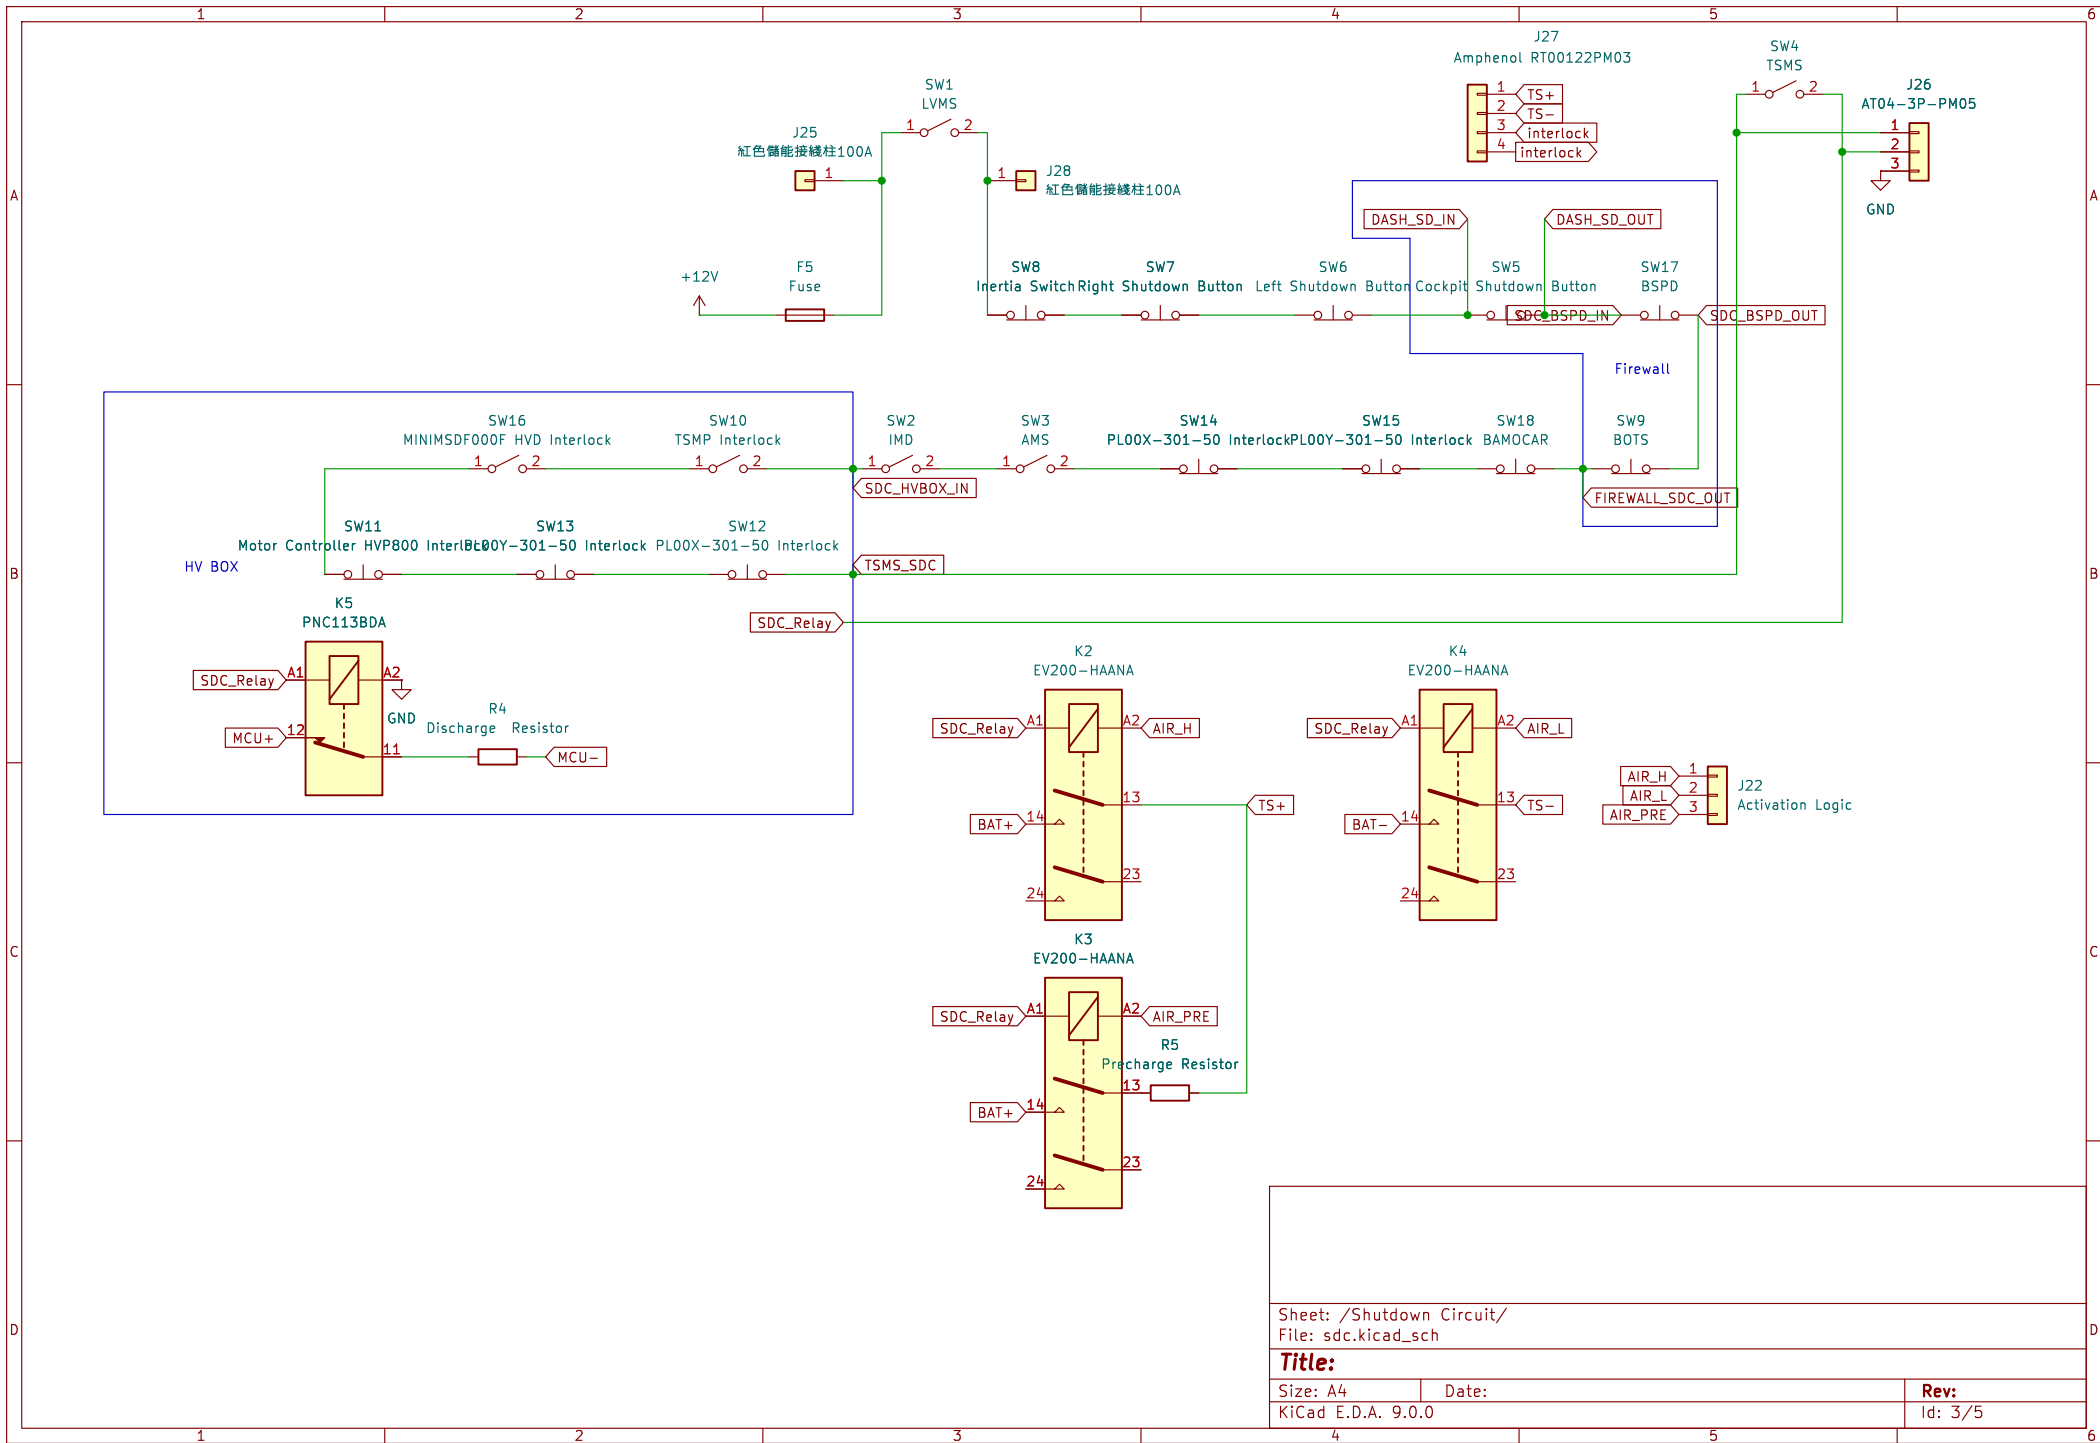 1 2 3 4 5 6
J27
Amphenol RT00122PM03
1 TS+
2 TS-
3 interlock
4 interlock
SW4
TSMS
1 2
J26
AT04-3P-PM05
1
2
3
GND
SW1
LVMS
1 2
J25
紅色儲能接綫柱100A
1
J28
紅色儲能接綫柱100A
1
A A
DASH_SD_IN
DASH_SD_OUT
+12V
F5
Fuse
SW8
Inertia Switch
SW7
Right Shutdown Button
SW6
Left Shutdown Button
SW5
Cockpit Shutdown Button
SW17
BSPD
SDC_BSPD_IN
SDC_BSPD_OUT
Firewall
SW16
MINIMSDF000F HVD Interlock
1 2
SW10
TSMP Interlock
1 2
SW2
IMD
1 2
SW3
AMS
1 2
SW14
PL00X-301-50 Interlock
SW15
PL00Y-301-50 Interlock
SW18
BAMOCAR
SW9
BOTS
SDC_HVBOX_IN
FIREWALL_SDC_OUT
SW11
Motor Controller HVP800 Interlock
SW13
PL00Y-301-50 Interlock
SW12
PL00X-301-50 Interlock
TSMS_SDC
HV BOX
B B
K5
PNC113BDA
SDC_Relay
SDC_Relay A1 A2
GND
MCU+ 12
11
R4
Discharge  Resistor
MCU-
K2
EV200-HAANA
SDC_Relay A1 A2 AIR_H
13 TS+
BAT+ 14
23
24
K4
EV200-HAANA
SDC_Relay A1 A2 AIR_L
13 TS-
BAT- 14
23
24
AIR_H 1
AIR_L 2
AIR_PRE 3
J22
Activation Logic
C C
K3
EV200-HAANA
SDC_Relay A1 A2 AIR_PRE
R5
Precharge Resistor
13
BAT+ 14
23
24
D D
Sheet: /Shutdown Circuit/
File: sdc.kicad_sch
Title:
Size: A4 Date: Rev:
KiCad E.D.A. 9.0.0 Id: 3/5
1 2 3 4 5 6